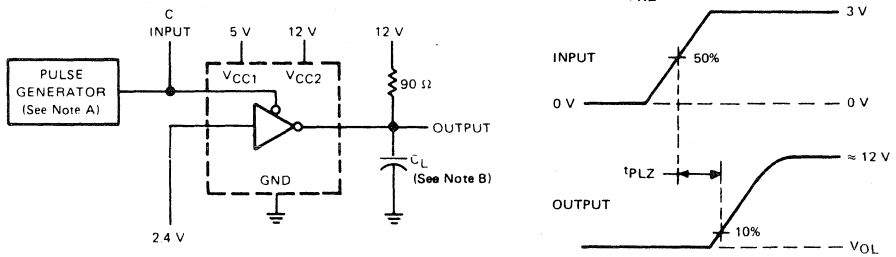 C
INPUT
5 V
12 V
12 V
PULSE
GENERATOR
(See Note A)
VCC1
VCC2
90 Ω
OUTPUT
CL
(See Note B)
GND
2.4 V
INPUT
3 V
50%
0 V
0 V
tPLZ
≈ 12 V
OUTPUT
10%
VOL